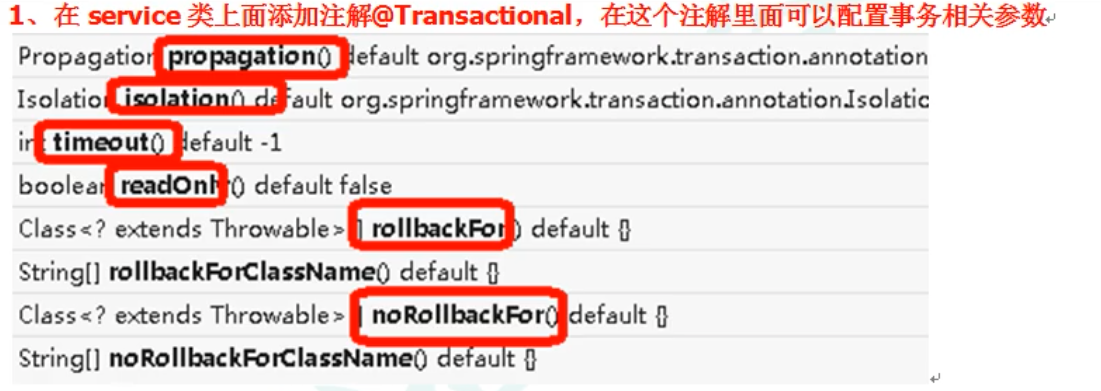 1、在 service 类上面添加注解@Transactional，在这个注解里面可以配置事务相关参数
Propagation propagation() default org.springframework.transaction.annotation
Isolation isolation() default org.springframework.transaction.annotation.Isolatio
int timeout() default -1
boolean readOnly() default false
Class<? extends Throwable>[] rollbackFor() default {}
String[] rollbackForClassName() default {}
Class<? extends Throwable>[] noRollbackFor() default {}
String[] noRollbackForClassName() default {}